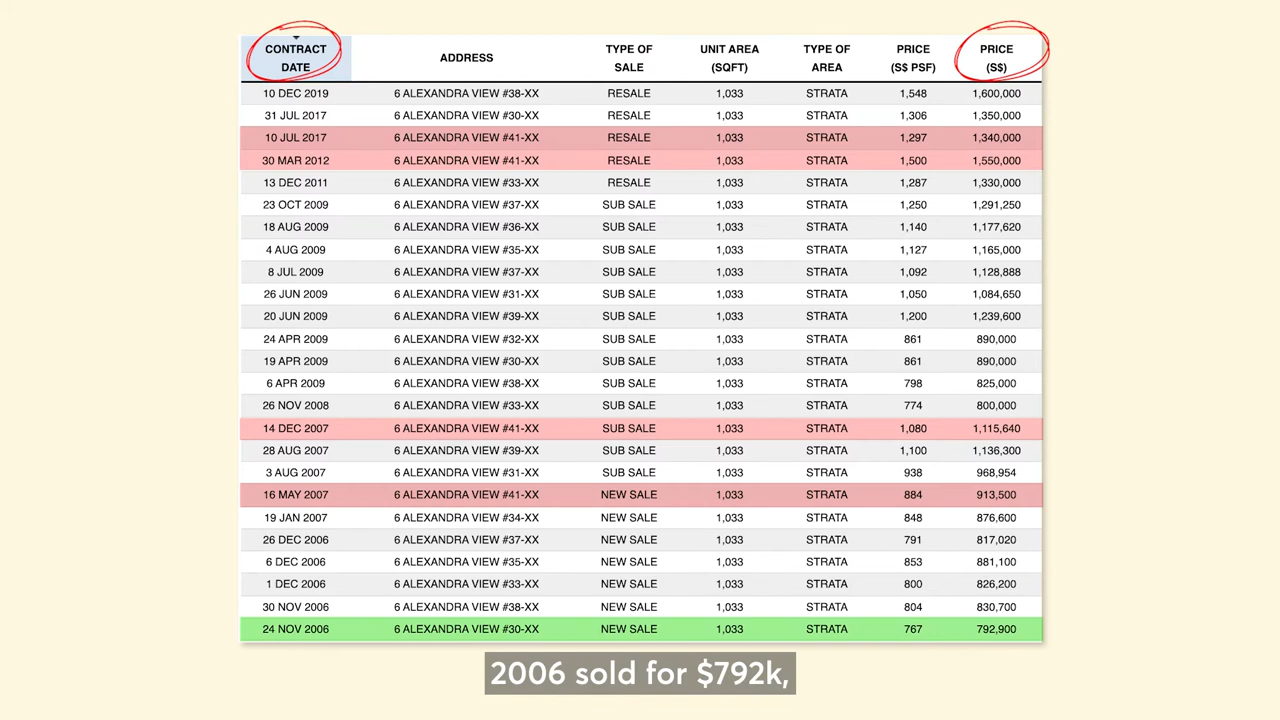 CONTRACT DATE ADDRESS TYPE OF SALE UNIT AREA (SQFT) TYPE OF AREA PRICE (S$ PSF) PRICE (S$)
10 DEC 2019 6 ALEXANDRA VIEW #38-XX RESALE 1,033 STRATA 1,548 1,600,000
31 JUL 2017 6 ALEXANDRA VIEW #30-XX RESALE 1,033 STRATA 1,306 1,350,000
10 JUL 2017 6 ALEXANDRA VIEW #41-XX RESALE 1,033 STRATA 1,297 1,340,000
30 MAR 2012 6 ALEXANDRA VIEW #41-XX RESALE 1,033 STRATA 1,500 1,550,000
13 DEC 2011 6 ALEXANDRA VIEW #33-XX RESALE 1,033 STRATA 1,287 1,330,000
23 OCT 2009 6 ALEXANDRA VIEW #37-XX SUB SALE 1,033 STRATA 1,250 1,291,250
18 AUG 2009 6 ALEXANDRA VIEW #36-XX SUB SALE 1,033 STRATA 1,140 1,177,620
4 AUG 2009 6 ALEXANDRA VIEW #35-XX SUB SALE 1,033 STRATA 1,127 1,165,000
8 JUL 2009 6 ALEXANDRA VIEW #37-XX SUB SALE 1,033 STRATA 1,092 1,128,888
26 JUN 2009 6 ALEXANDRA VIEW #31-XX SUB SALE 1,033 STRATA 1,050 1,084,650
20 JUN 2009 6 ALEXANDRA VIEW #39-XX SUB SALE 1,033 STRATA 1,200 1,239,600
24 APR 2009 6 ALEXANDRA VIEW #32-XX SUB SALE 1,033 STRATA 861 890,000
19 APR 2009 6 ALEXANDRA VIEW #30-XX SUB SALE 1,033 STRATA 861 890,000
6 APR 2009 6 ALEXANDRA VIEW #38-XX SUB SALE 1,033 STRATA 798 825,000
26 NOV 2008 6 ALEXANDRA VIEW #33-XX SUB SALE 1,033 STRATA 774 800,000
14 DEC 2007 6 ALEXANDRA VIEW #41-XX SUB SALE 1,033 STRATA 1,080 1,115,640
28 AUG 2007 6 ALEXANDRA VIEW #39-XX SUB SALE 1,033 STRATA 1,100 1,136,300
3 AUG 2007 6 ALEXANDRA VIEW #31-XX SUB SALE 1,033 STRATA 938 968,954
16 MAY 2007 6 ALEXANDRA VIEW #41-XX NEW SALE 1,033 STRATA 884 913,500
19 JAN 2007 6 ALEXANDRA VIEW #34-XX NEW SALE 1,033 STRATA 848 876,600
26 DEC 2006 6 ALEXANDRA VIEW #37-XX NEW SALE 1,033 STRATA 791 817,020
6 DEC 2006 6 ALEXANDRA VIEW #35-XX NEW SALE 1,033 STRATA 853 881,100
1 DEC 2006 6 ALEXANDRA VIEW #33-XX NEW SALE 1,033 STRATA 800 826,200
30 NOV 2006 6 ALEXANDRA VIEW #38-XX NEW SALE 1,033 STRATA 804 830,700
24 NOV 2006 6 ALEXANDRA VIEW #30-XX NEW SALE 1,033 STRATA 767 792,900
2006 sold for $792k,